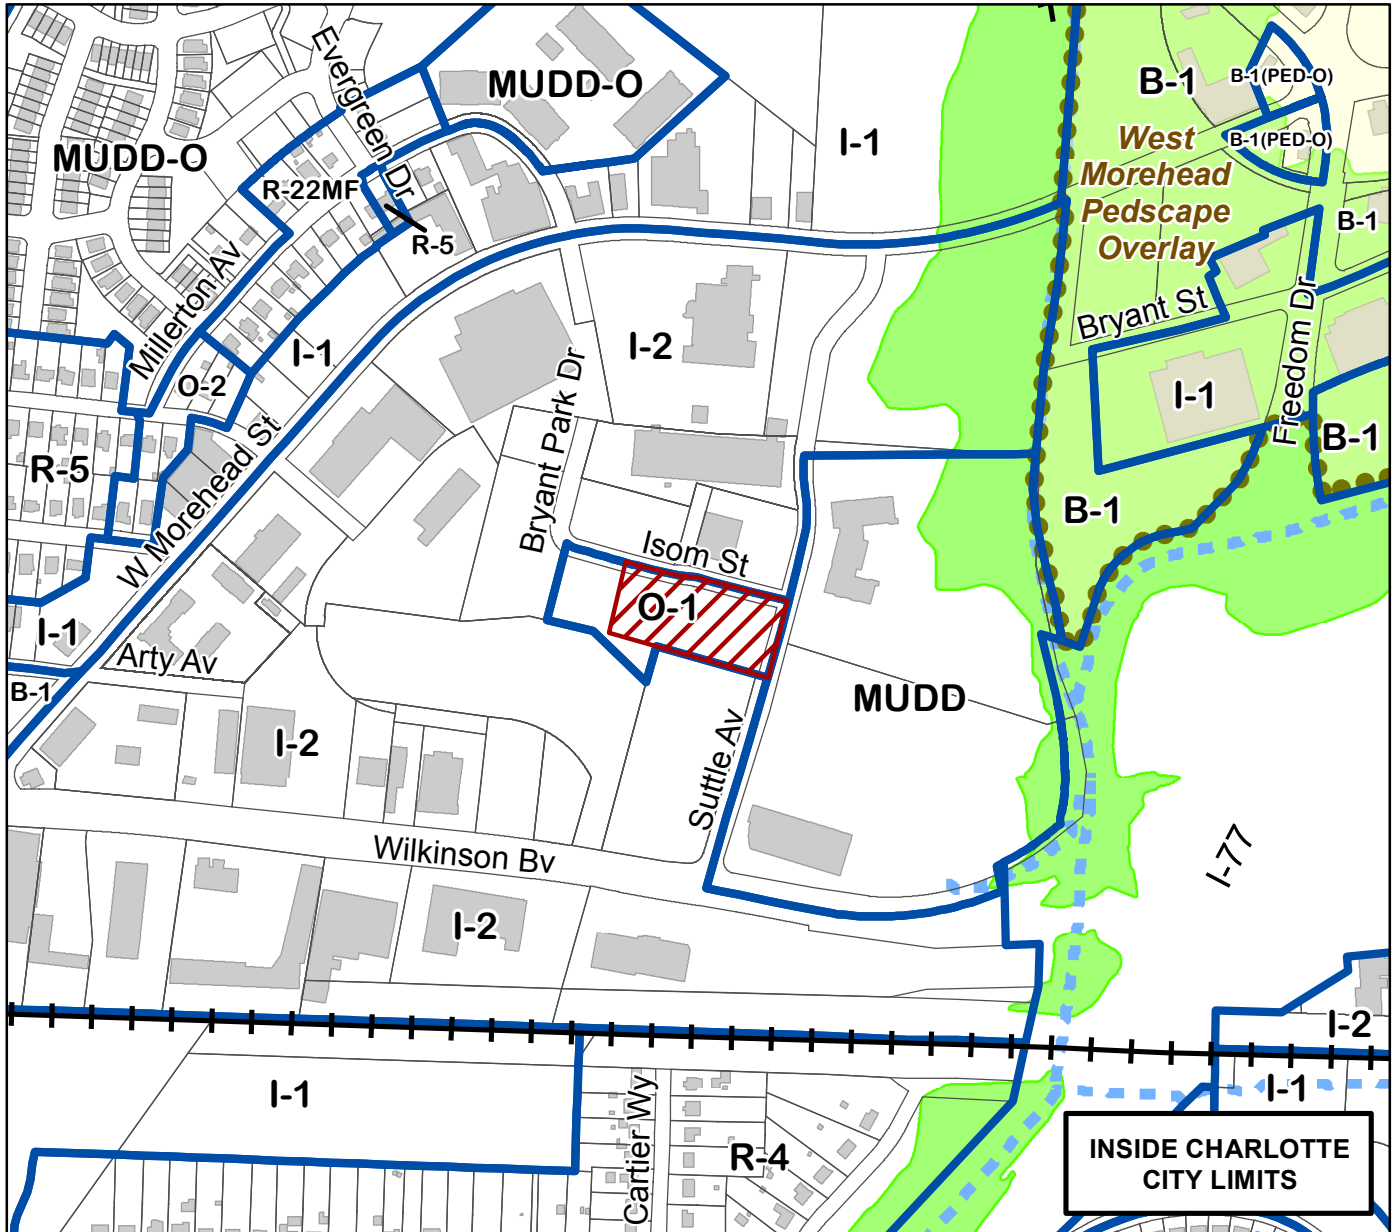 MUDD-O
B-1
B-1(PED-O)
B-1(PED-O)
Evergreen Dr
I-1
MUDD-O
West
Morehead
Pedscape
Overlay
R-22MF
R-5
B-1
Millerton Av
Bryant St
Freedom Dr
I-1
I-2
O-2
Bryant Park Dr
I-1
B-1
R-5
W Morehead St
B-1
Isom St
O-1
I-1
Arty Av
B-1
MUDD
I-2
Suttle Av
Wilkinson Bv
I-77
I-2
I-2
I-1
I-1
Cartier Wy
R-4
INSIDE CHARLOTTE
CITY LIMITS